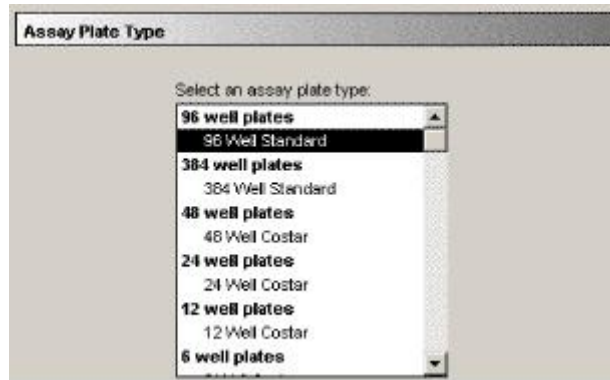 Assay Plate Type
Select an assay plate type:
96 well plates
96 Well Standard
384 well plates
384 Well Standard
48 well plates
48 Well Costar
24 well plates
24 Well Costar
12 well plates
12 Well Costar
6 well plates